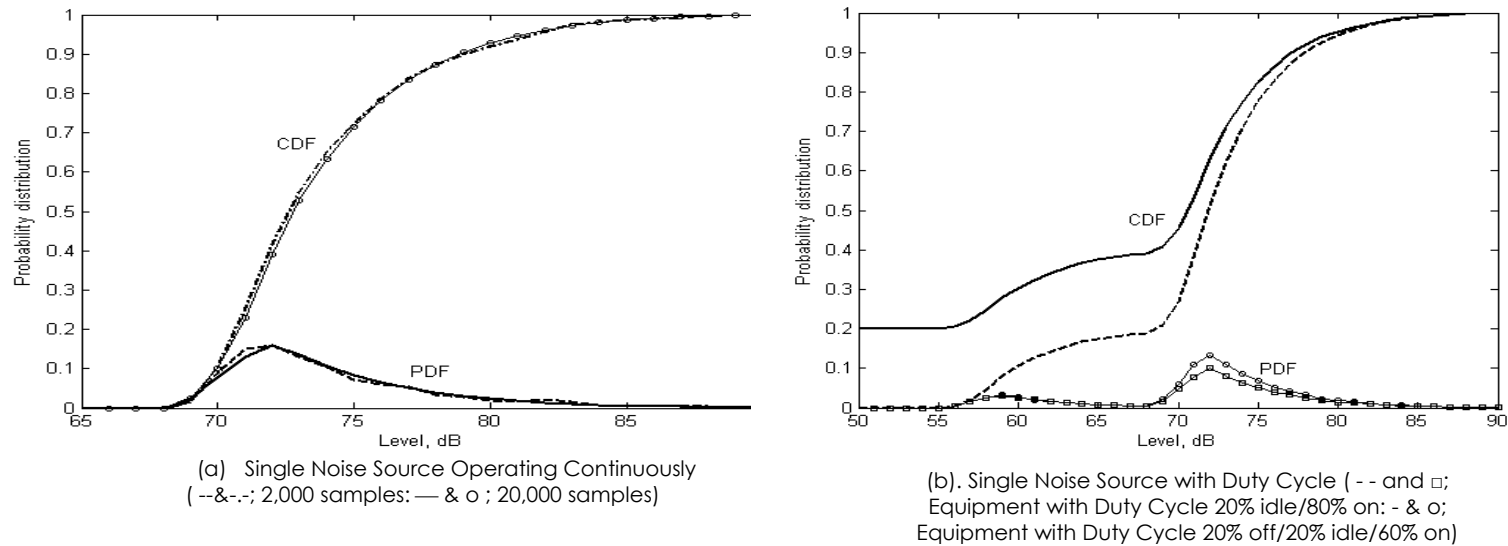 1
0.9
0.8
0.7
0.6
0.5
0.4
0.3
0.2
0.1
0
Probability distribution
CDF
PDF
65
70
75
80
85
Level, dB
(a) Single Noise Source Operating Continuously
( --&-.-; 2,000 samples: — & o ; 20,000 samples)
1
0.9
0.8
0.7
0.6
0.5
0.4
0.3
0.2
0.1
0
Probability distribution
CDF
PDF
50
55
60
65
70
75
80
85
90
Level, dB
(b). Single Noise Source with Duty Cycle ( - - and □;
Equipment with Duty Cycle 20% idle/80% on: - & o;
Equipment with Duty Cycle 20% off/20% idle/60% on)